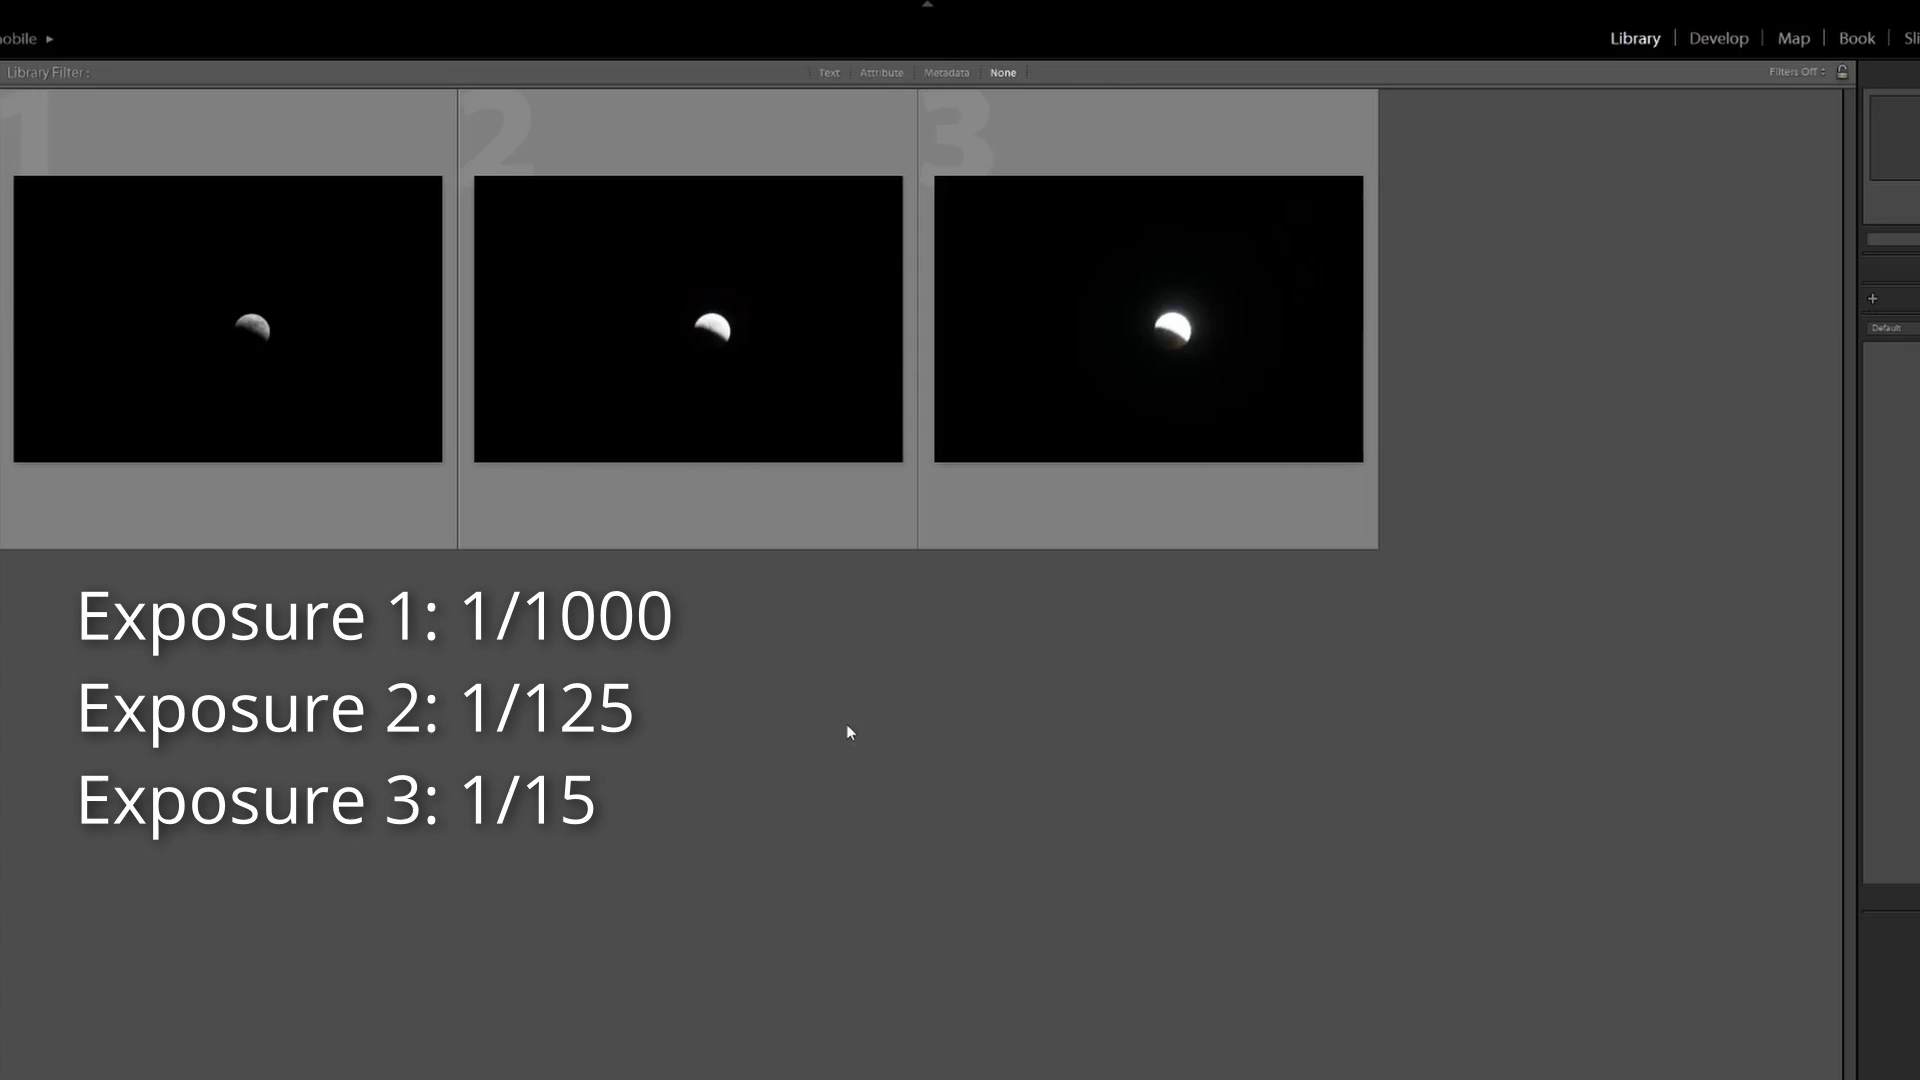 mobile
Library | Develop | Map | Book | Sli
Library Filter:
Text Attribute Metadata None
Filters Off
1 2 3
Default
Exposure 1: 1/1000
Exposure 2: 1/125
Exposure 3: 1/15